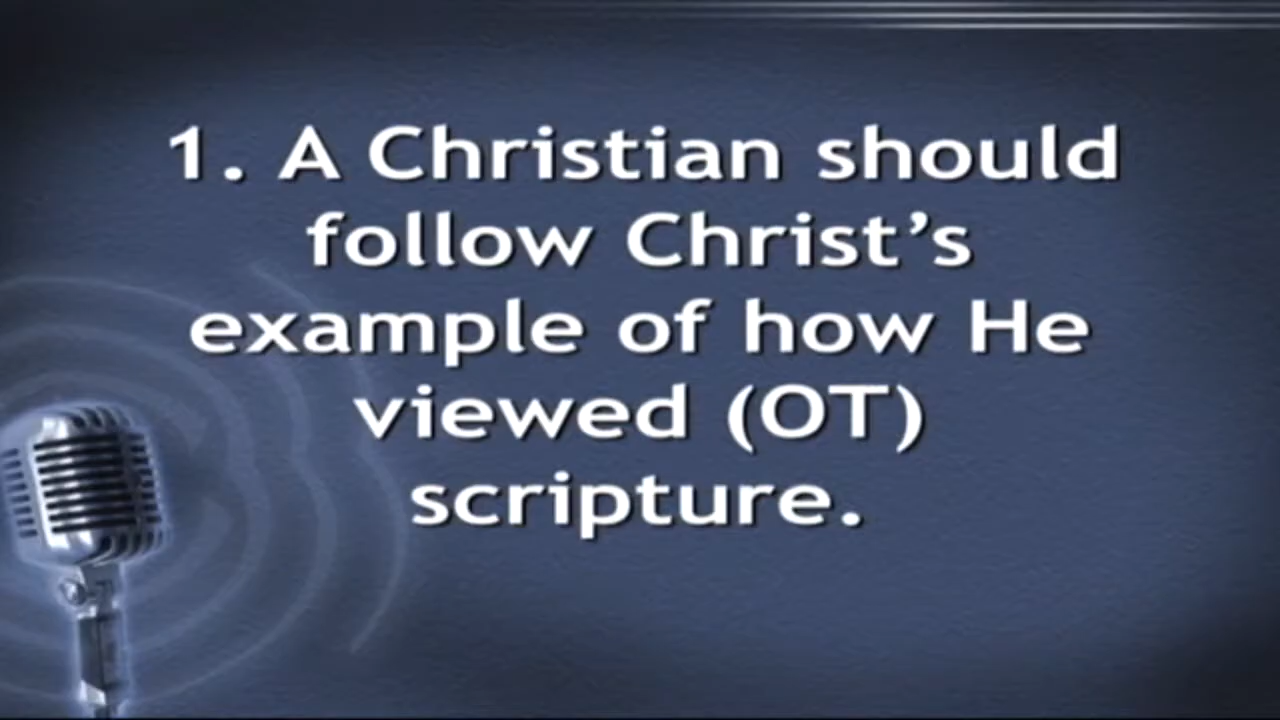 1. A Christian should
follow Christ’s
example of how He
viewed (OT)
scripture.